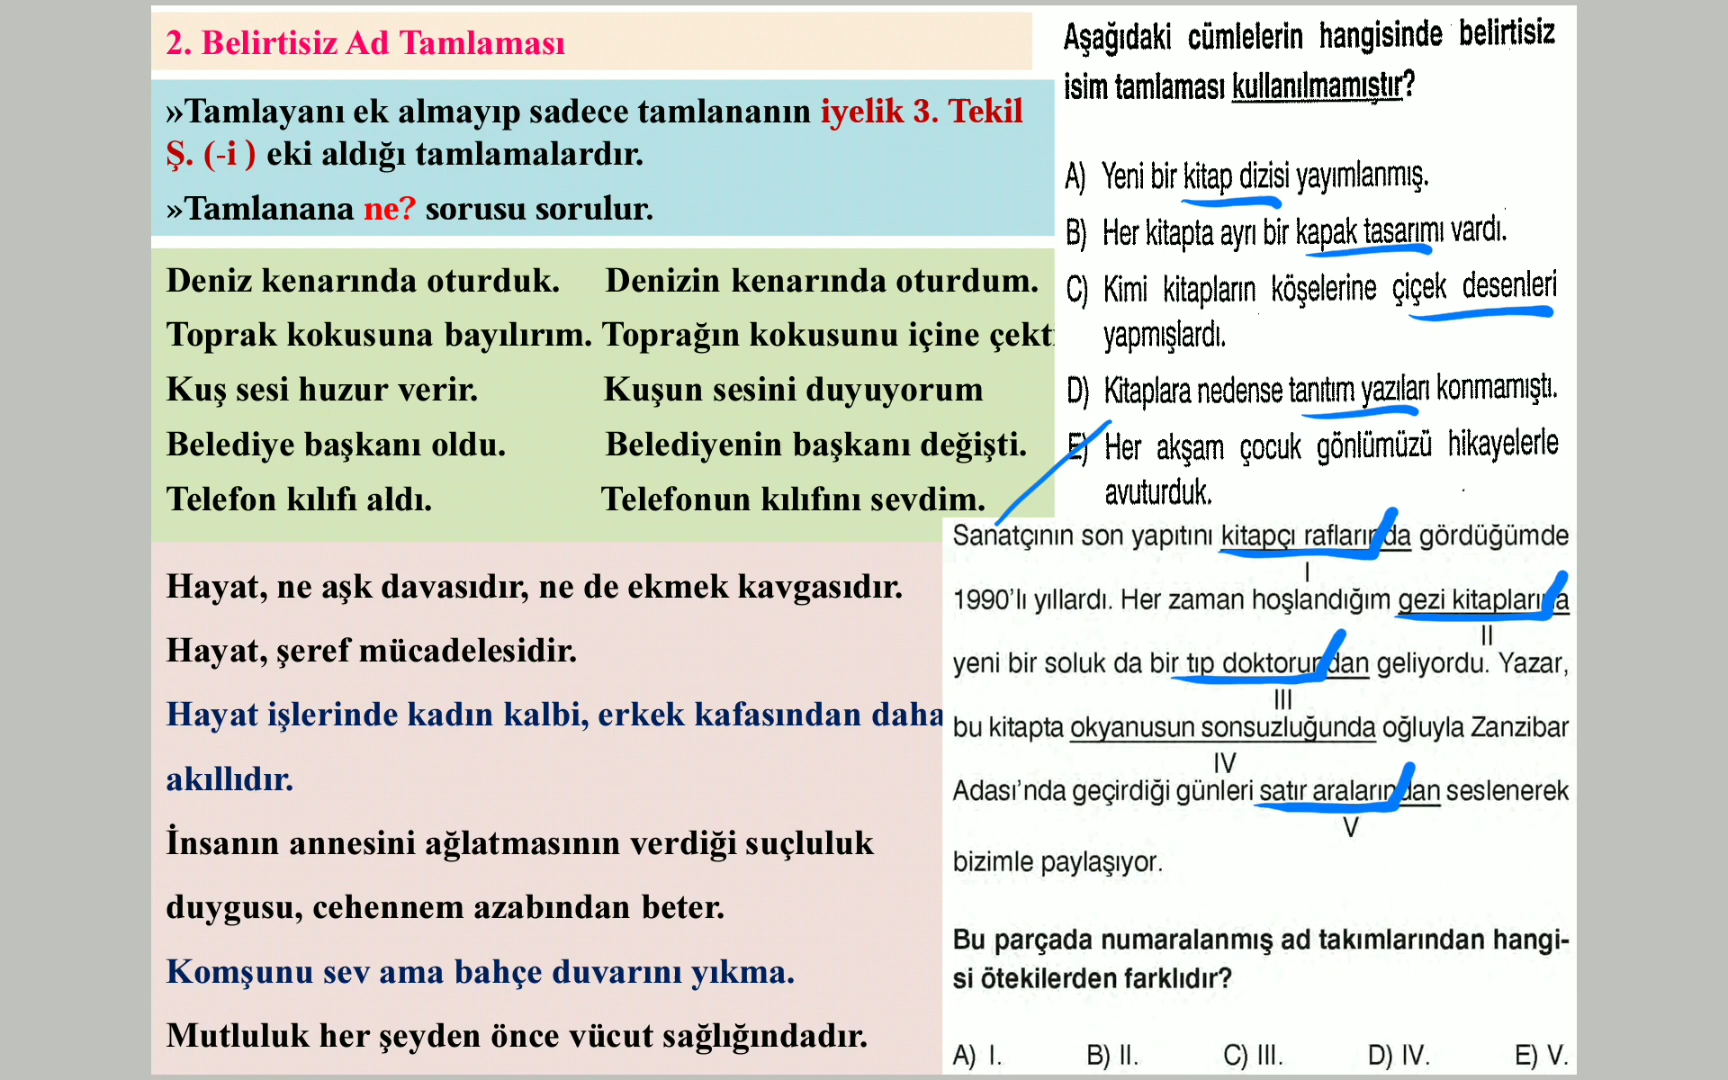 2. Belirtisiz Ad Tamlaması
»Tamlayanı ek almayıp sadece tamlananın iyelik 3. Tekil
Ş. (-i ) eki aldığı tamlamalardır.
»Tamlanana ne? sorusu sorulur.
Deniz kenarında oturduk. Denizin kenarında oturdum.
Toprak kokusuna bayılırım. Toprağın kokusunu içine çekt
Kuş sesi huzur verir. Kuşun sesini duyuyorum
Belediye başkanı oldu. Belediyenin başkanı değişti.
Telefon kılıfı aldı. Telefonun kılıfını sevdim.
Hayat, ne aşk davasıdır, ne de ekmek kavgasıdır.
Hayat, şeref mücadelesidir.
Hayat işlerinde kadın kalbi, erkek kafasından daha
akıllıdır.
İnsanın annesini ağlatmasının verdiği suçluluk
duygusu, cehennem azabından beter.
Komşunu sev ama bahçe duvarını yıkma.
Mutluluk her şeyden önce vücut sağlığındadır.
Aşağıdaki cümlelerin hangisinde belirtisiz
isim tamlaması kullanılmamıştır?
A) Yeni bir kitap dizisi yayımlanmış.
B) Her kitapta ayrı bir kapak tasarımı vardı.
C) Kimi kitapların köşelerine çiçek desenleri
yapmışlardı.
D) Kitaplara nedense tanıtım yazıları konmamıştı.
E) Her akşam çocuk gönlümüzü hikayelerle
avuturduk.
Sanatçının son yapıtını kitapçı raflarında gördüğümde
I
1990'lı yıllardı. Her zaman hoşlandığım gezi kitaplarına
II
yeni bir soluk da bir tıp doktorundan geliyordu. Yazar,
III
bu kitapta okyanusun sonsuzluğunda oğluyla Zanzibar
IV
Adası'nda geçirdiği günleri satır aralarından seslenerek
V
bizimle paylaşıyor.
Bu parçada numaralanmış ad takımlarından hangi-
si ötekilerden farklıdır?
A) I. B) II. C) III. D) IV. E) V.